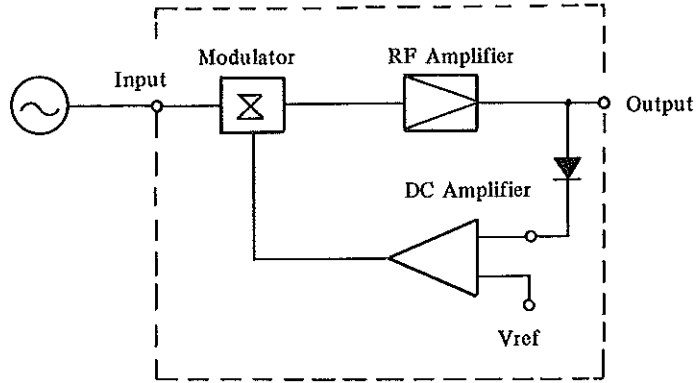 Modulator
RF Amplifier
Input
Output
DC Amplifier
Vref